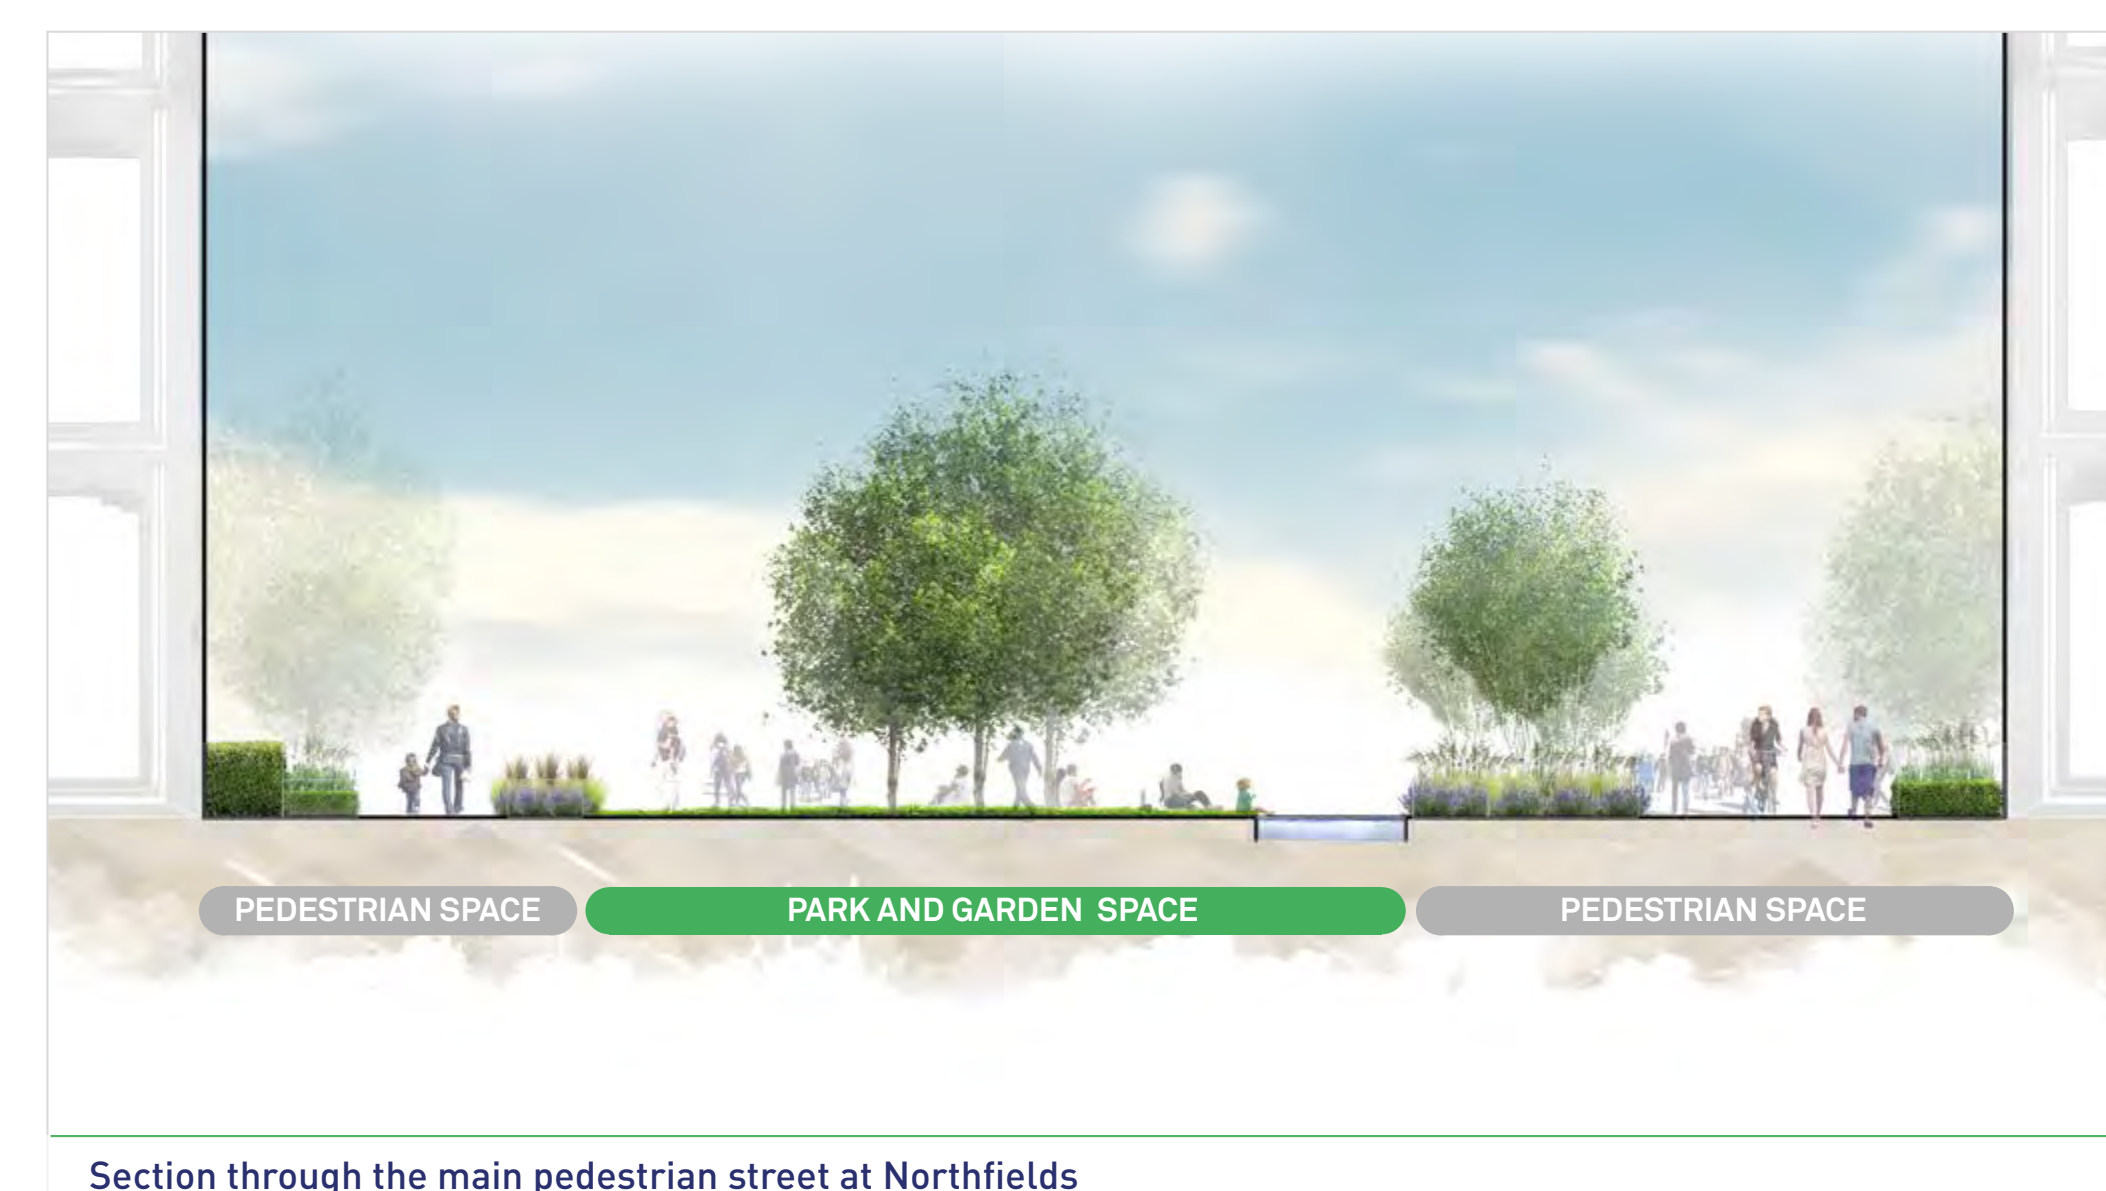 PEDESTRIAN SPACE PARK AND GARDEN SPACE PEDESTRIAN SPACE
Section through the main pedestrian street at Northfields